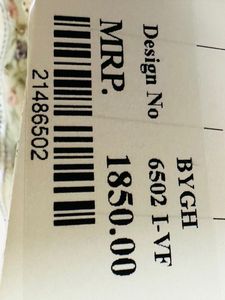 BYGH
Design No 6502 I-VF
MRP. 1850.00
21486502